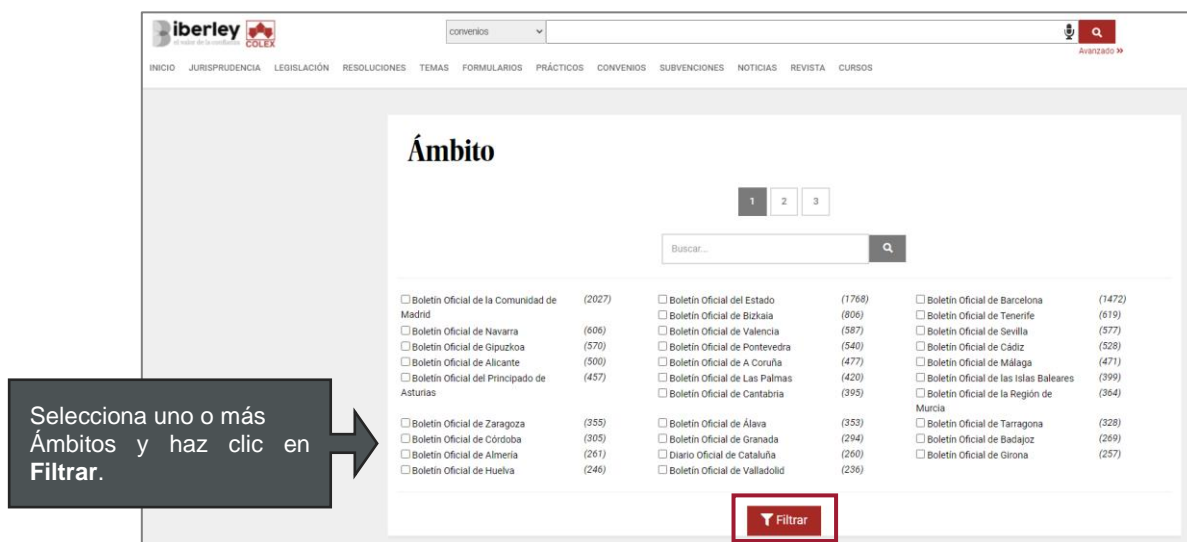 iberley
el valor de la confianza
COLEX
convenios
Avanzado »
INICIO JURISPRUDENCIA LEGISLACIÓN RESOLUCIONES TEMAS FORMULARIOS PRÁCTICOS CONVENIOS SUBVENCIONES NOTICIAS REVISTA CURSOS
Ámbito
1 2 3
Buscar...
Boletín Oficial de la Comunidad de Madrid (2027)
Boletín Oficial de Navarra (606)
Boletín Oficial de Gipuzkoa (570)
Boletín Oficial de Alicante (500)
Boletín Oficial del Principado de Asturias (457)
Boletín Oficial de Zaragoza (355)
Boletín Oficial de Córdoba (305)
Boletín Oficial de Almería (261)
Boletín Oficial de Huelva (246)
Boletín Oficial del Estado (1768)
Boletín Oficial de Bizkaia (806)
Boletín Oficial de Valencia (587)
Boletín Oficial de Pontevedra (540)
Boletín Oficial de A Coruña (477)
Boletín Oficial de Las Palmas (420)
Boletín Oficial de Cantabria (395)
Boletín Oficial de Álava (353)
Boletín Oficial de Granada (294)
Diario Oficial de Cataluña (260)
Boletín Oficial de Valladolid (236)
Boletín Oficial de Barcelona (1472)
Boletín Oficial de Tenerife (619)
Boletín Oficial de Sevilla (577)
Boletín Oficial de Cádiz (528)
Boletín Oficial de Málaga (471)
Boletín Oficial de las Islas Baleares (399)
Boletín Oficial de la Región de Murcia (364)
Boletín Oficial de Tarragona (328)
Boletín Oficial de Badajoz (269)
Boletín Oficial de Girona (257)
Filtrar
Selecciona uno o más
Ámbitos y haz clic en
Filtrar.